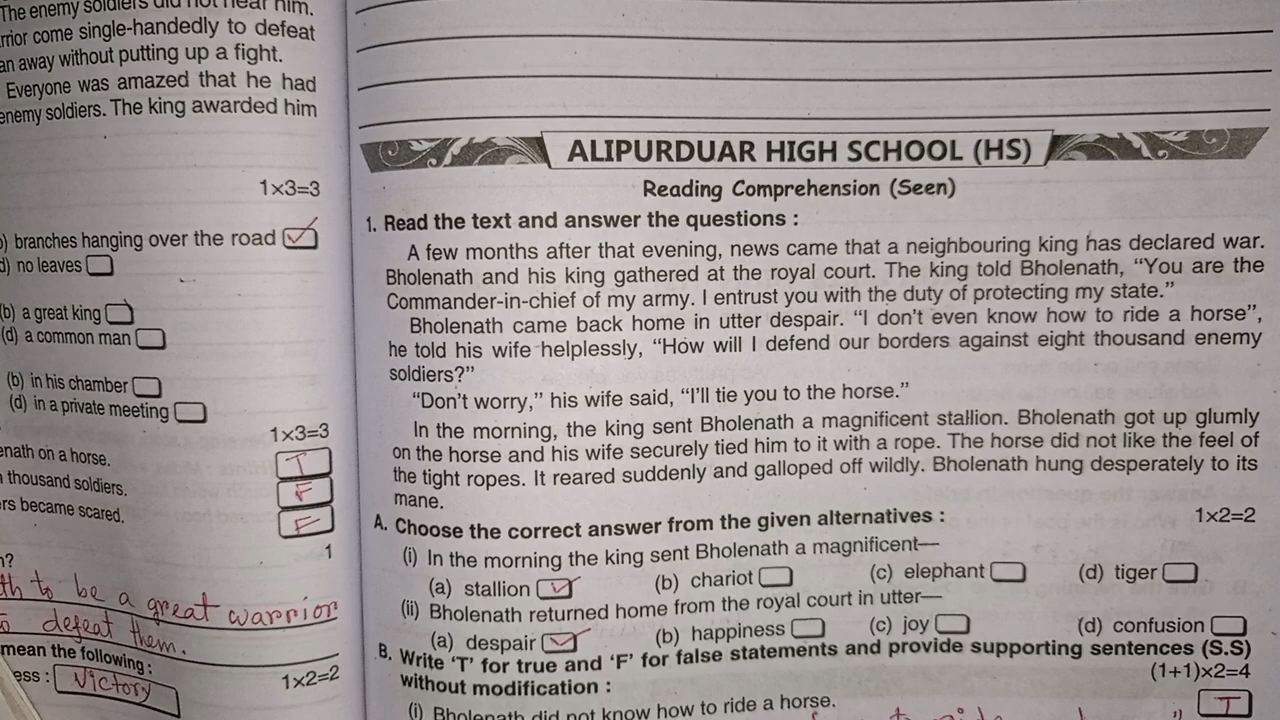 The enemy soldiers did not hear him.
rrior come single-handedly to defeat
an away without putting up a fight.
Everyone was amazed that he had
enemy soldiers. The king awarded him
1×3=3
b) branches hanging over the road ✓
d) no leaves
(b) a great king
(d) a common man
(b) in his chamber
(d) in a private meeting
1×3=3
enath on a horse. T
thousand soldiers. F
rs became scared. F
1
th to be a great warrior
to defeat them.
mean the following :
1×2=2
ess : Victory
ALIPURDUAR HIGH SCHOOL (HS)
Reading Comprehension (Seen)
1. Read the text and answer the questions :
A few months after that evening, news came that a neighbouring king has declared war.
Bholenath and his king gathered at the royal court. The king told Bholenath, “You are the
Commander-in-chief of my army. I entrust you with the duty of protecting my state.”
Bholenath came back home in utter despair. “I don’t even know how to ride a horse”,
he told his wife helplessly, “How will I defend our borders against eight thousand enemy
soldiers?”
“Don’t worry,” his wife said, “I’ll tie you to the horse.”
In the morning, the king sent Bholenath a magnificent stallion. Bholenath got up glumly
on the horse and his wife securely tied him to it with a rope. The horse did not like the feel of
the tight ropes. It reared suddenly and galloped off wildly. Bholenath hung desperately to its
mane.
A. Choose the correct answer from the given alternatives : 1×2=2
(i) In the morning the king sent Bholenath a magnificent—
(a) stallion ✓ (b) chariot (c) elephant (d) tiger
(ii) Bholenath returned home from the royal court in utter—
(a) despair ✓ (b) happiness (c) joy (d) confusion
B. Write ‘T’ for true and ‘F’ for false statements and provide supporting sentences (S.S)
without modification : (1+1)×2=4
(i) Bholenath did not know how to ride a horse. T